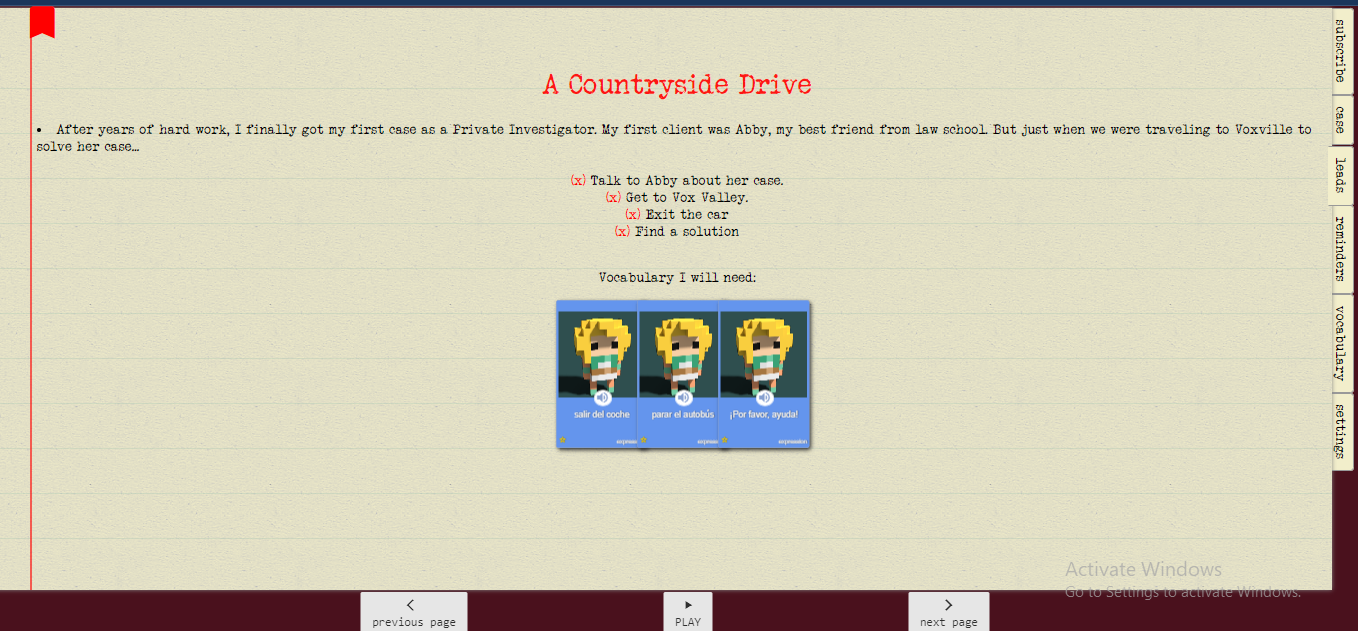 A Countryside Drive
• After years of hard work, I finally got my first case as a Private Investigator. My first client was Abby, my best friend from law school. But just when we were traveling to Voxville to
solve her case...
(x) Talk to Abby about her case.
(x) Get to Vox Valley.
(x) Exit the car
(x) Find a solution
Vocabulary I will need:
salir del coche
parar el autobús
¡Por favor, ayuda!
expression
subscribe
case
leads
reminders
vocabulary
settings
Activate Windows
Go to Settings to activate Windows.
previous page
PLAY
next page